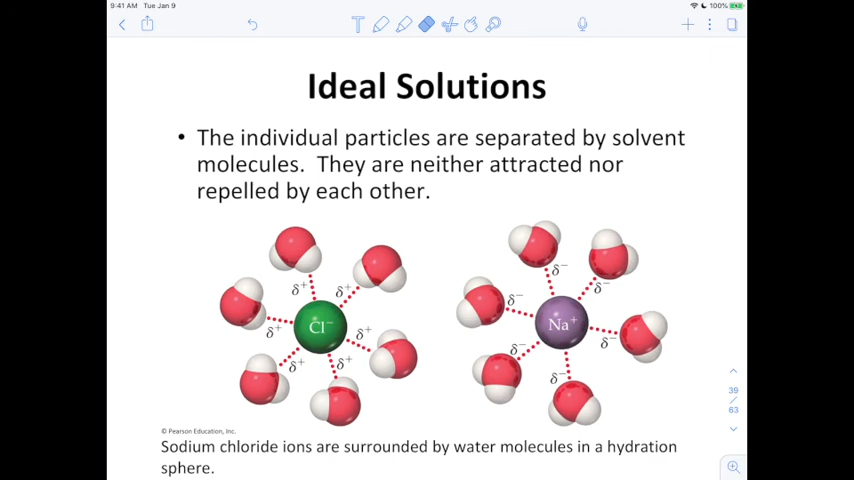 9:41 AM Tue Jan 9
100%
T
Ideal Solutions
• The individual particles are separated by solvent
molecules. They are neither attracted nor
repelled by each other.
δ+ δ+ δ+ δ+ δ+ δ+
Cl−
δ− δ− δ− δ− δ− δ−
Na+
39
/
63
© Pearson Education, Inc.
Sodium chloride ions are surrounded by water molecules in a hydration
sphere.